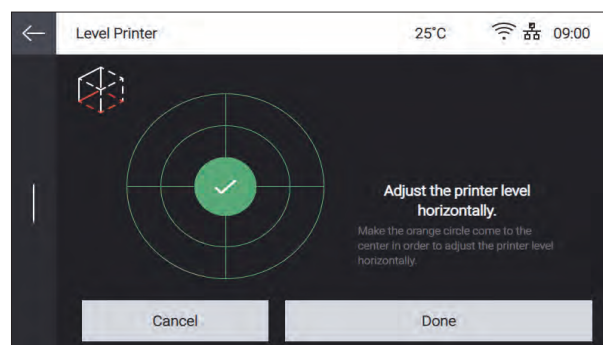 Level Printer 25°C 09:00
Adjust the printer level
horizontally.
Make the orange circle come to the
center in order to adjust the printer level
horizontally.
Cancel Done